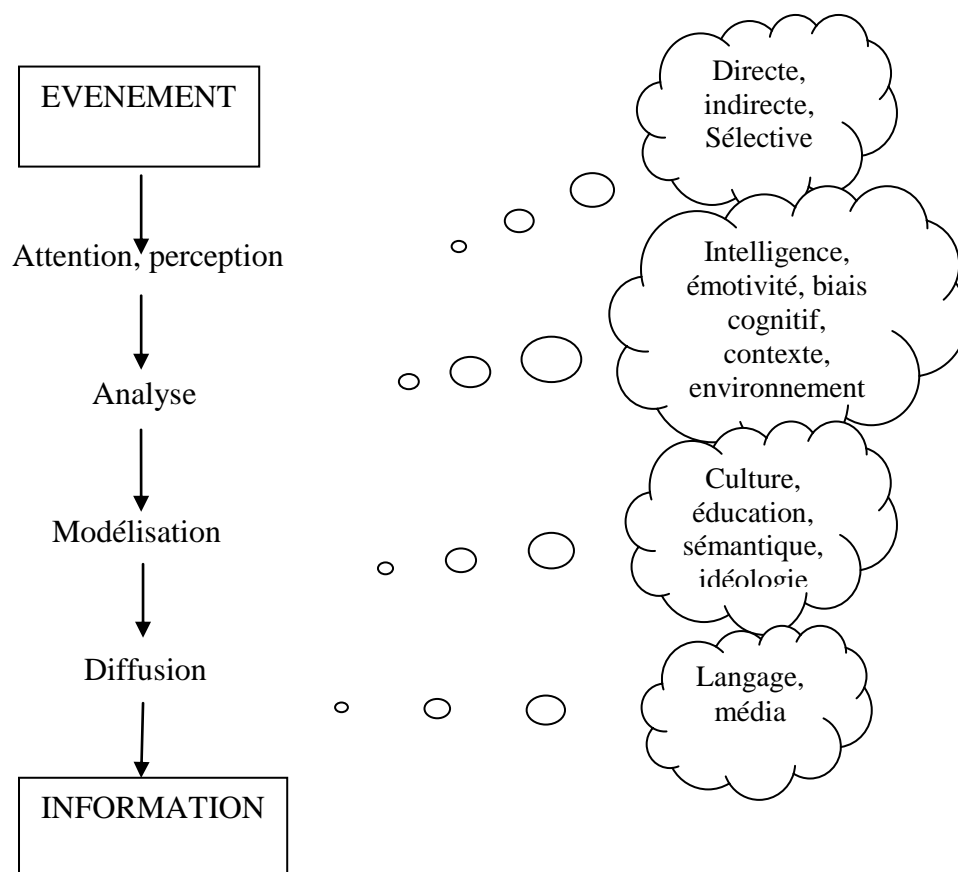 EVENEMENT
Attention, perception
Analyse
Modélisation
Diffusion
INFORMATION
Directe,
indirecte,
Sélective
Intelligence,
émotivité, biais
cognitif,
contexte,
environnement
Culture,
éducation,
sémantique,
idéologie
Langage,
média